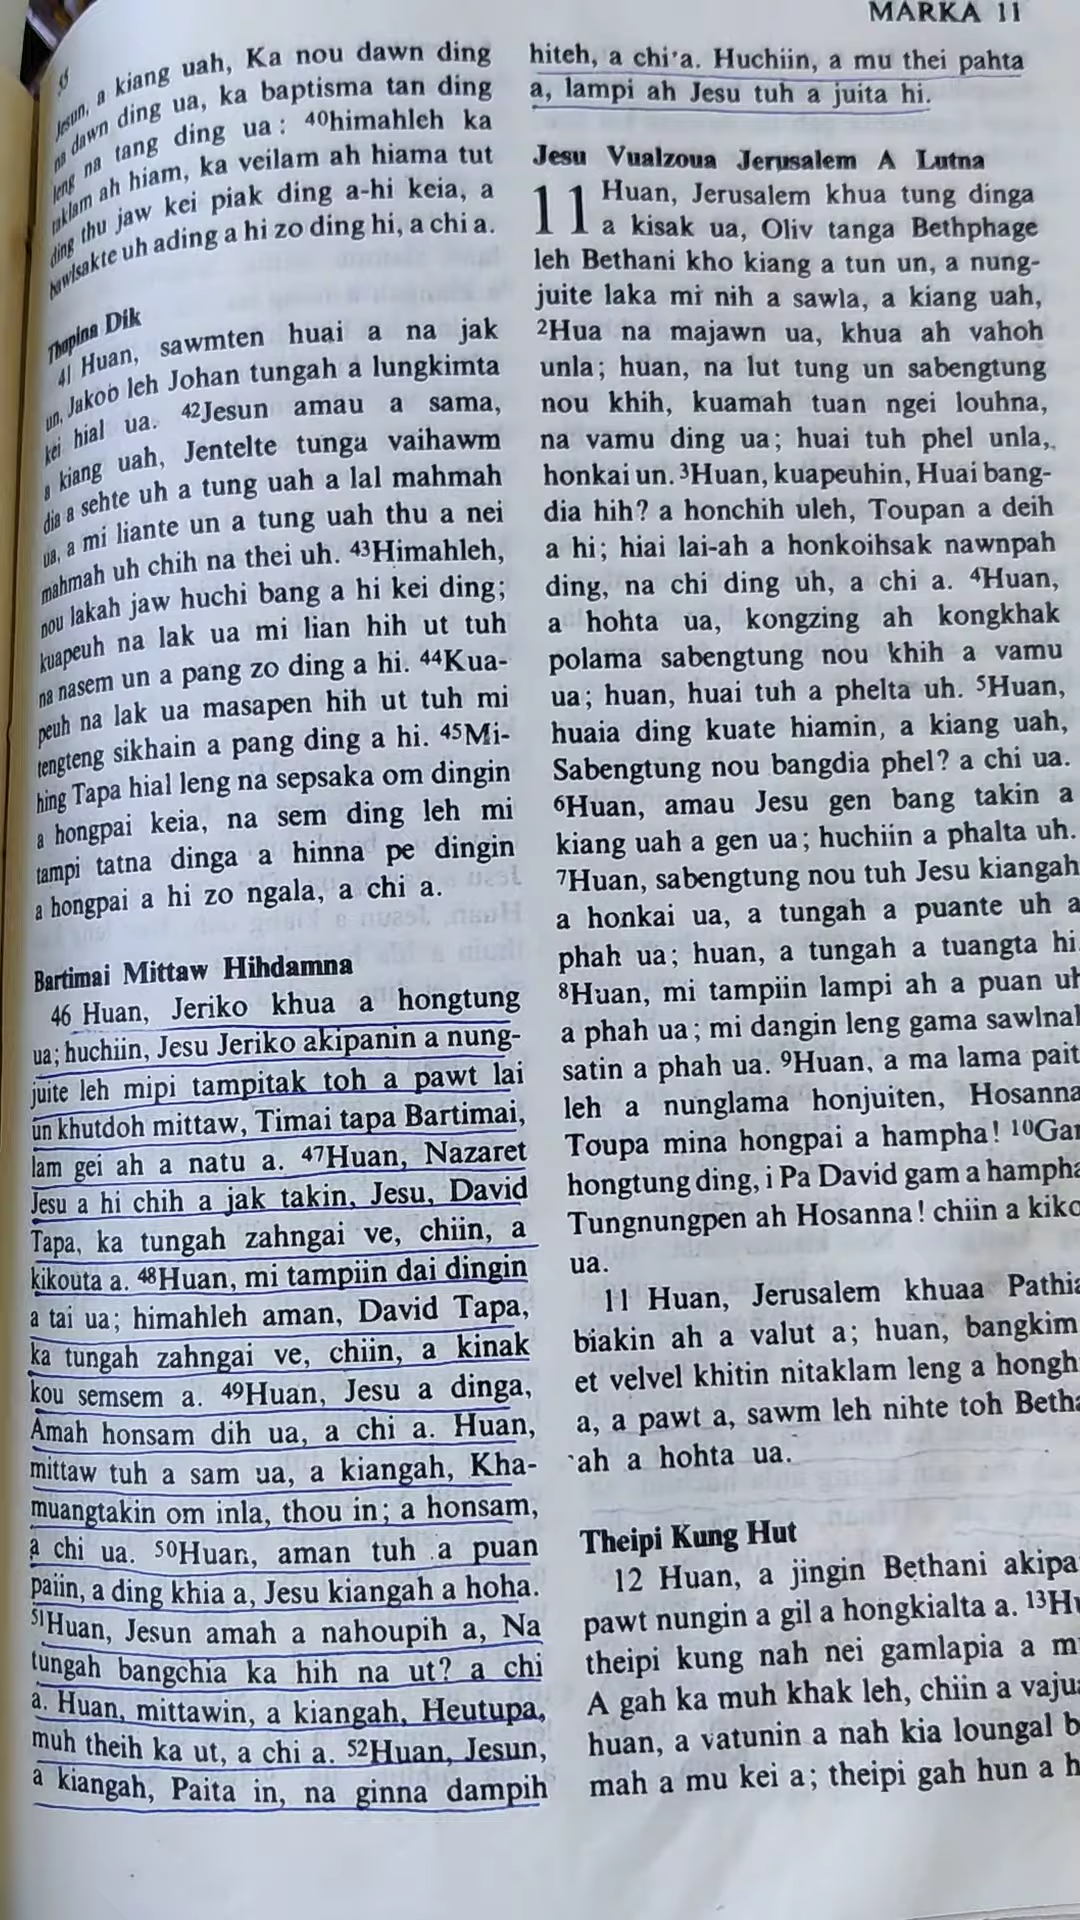 MARKA 11
Jesun, a kiang uah, Ka nou dawn ding
na dawn ding ua, ka baptisma tan ding
leng na tang ding ua: 40himahleh ka
taklam ah hiam, ka veilam ah hiama tut
ding thu jaw kei piak ding a-hi keia, a
bawlsakte uh ading a hi zo ding hi, a chi a.
Thupina Dik
41 Huan, sawmten huai a na jak
un, Jakob leh Johan tungah a lungkimta
kei hial ua. 42Jesun amau a sama,
a kiang uah, Jentelte tunga vaihawm
dia a sehte uh a tung uah a lal mahmah
ua, a mi liante un a tung uah thu a nei
mahmah uh chih na thei uh. 43Himahleh,
nou lakah jaw huchi bang a hi kei ding;
kuapeuh na lak ua mi lian hih ut tuh
na nasem un a pang zo ding a hi. 44Kua-
peuh na lak ua masapen hih ut tuh mi
tengteng sikhain a pang ding a hi. 45Mi-
hing Tapa hial leng na sepsaka om dingin
a hongpai keia, na sem ding leh mi
tampi tatna dinga a hinna pe dingin
a hongpai a hi zo ngala, a chi a.
Bartimai Mittaw Hihdamna
46 Huan, Jeriko khua a hongtung
ua; huchiin, Jesu Jeriko akipanin a nung-
juite leh mipi tampitak toh a pawt lai
un khutdoh mittaw, Timai tapa Bartimai,
lam gei ah a natu a. 47Huan, Nazaret
Jesu a hi chih a jak takin, Jesu, David
Tapa, ka tungah zahngai ve, chiin, a
kikouta a. 48Huan, mi tampiin dai dingin
a tai ua; himahleh aman, David Tapa,
ka tungah zahngai ve, chiin, a kinak
kou semsem a. 49Huan, Jesu a dinga,
Amah honsam dih ua, a chi a. Huan,
mittaw tuh a sam ua, a kiangah, Kha-
muangtakin om inla, thou in; a honsam,
a chi ua. 50Huan, aman tuh a puan
paiin, a ding khia a, Jesu kiangah a hoha.
51Huan, Jesun amah a nahoupih a, Na
tungah bangchia ka hih na ut? a chi
a. Huan, mittawin, a kiangah, Heutupa,
muh theih ka ut, a chi a. 52Huan, Jesun,
a kiangah, Paita in, na ginna dampih
hiteh, a chi'a. Huchiin, a mu thei pahta
a, lampi ah Jesu tuh a juita hi.
Jesu Vualzoua Jerusalem A Lutna
11 Huan, Jerusalem khua tung dinga
a kisak ua, Oliv tanga Bethphage
leh Bethani kho kiang a tun un, a nung-
juite laka mi nih a sawla, a kiang uah,
2Hua na majawn ua, khua ah vahoh
unla; huan, na lut tung un sabengtung
nou khih, kuamah tuan ngei louhna,
na vamu ding ua; huai tuh phel unla,
honkai un. 3Huan, kuapeuhin, Huai bang-
dia hih? a honchih uleh, Toupan a deih
a hi; hiai lai-ah a honkoihsak nawnpah
ding, na chi ding uh, a chi a. 4Huan,
a hohta ua, kongzing ah kongkhak
polama sabengtung nou khih a vamu
ua; huan, huai tuh a phelta uh. 5Huan,
huaia ding kuate hiamin, a kiang uah,
Sabengtung nou bangdia phel? a chi ua.
6Huan, amau Jesu gen bang takin a
kiang uah a gen ua; huchiin a phalta uh.
7Huan, sabengtung nou tuh Jesu kiangah
a honkai ua, a tungah a puante uh a
phah ua; huan, a tungah a tuangta hi.
8Huan, mi tampiin lampi ah a puan uh
a phah ua; mi dangin leng gama sawlnah
satin a phah ua. 9Huan, a ma lama pait
leh a nunglama honjuiten, Hosanna
Toupa mina hongpai a hampha! 10Gam
hongtung ding, i Pa David gam a hampha
Tungnungpen ah Hosanna! chiin a kiko
ua.
11 Huan, Jerusalem khuaa Pathia
biakin ah a valut a; huan, bangkim
et velvel khitin nitaklam leng a hongh
a, a pawt a, sawm leh nihte toh Betha
ah a hohta ua.
Theipi Kung Hut
12 Huan, a jingin Bethani akipa
pawt nungin a gil a hongkialta a. 13Hu
theipi kung nah nei gamlapia a m
A gah ka muh khak leh, chiin a vaju
huan, a vatunin a nah kia loungal b
mah a mu kei a; theipi gah hun a h